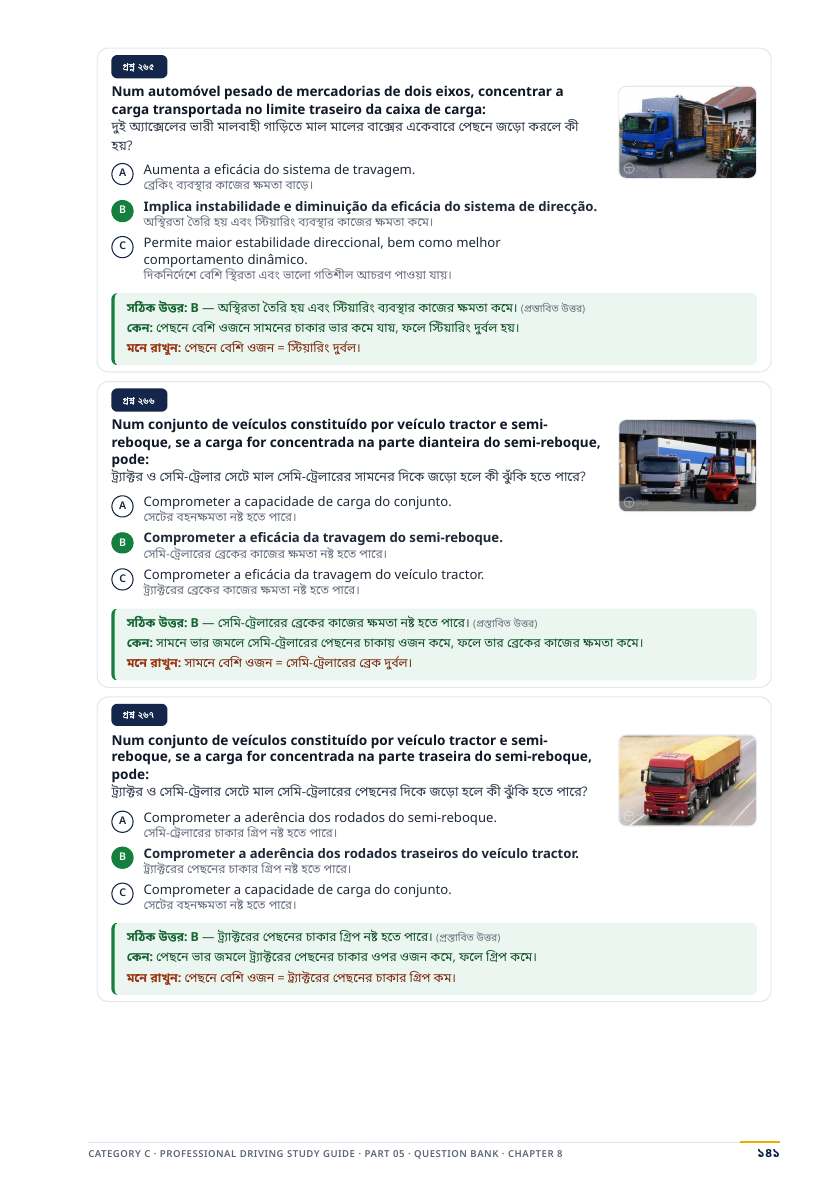 প্রশ্ন ২৬৫
Num automóvel pesado de mercadorias de dois eixos, concentrar a
carga transportada no limite traseiro da caixa de carga:
দুই অ্যাক্সেলের ভারী মালবাহী গাড়িতে মাল মালের বাক্সের একেবারে পেছনে জড়ো করলে কী
হয়?
A Aumenta a eficácia do sistema de travagem.
ব্রেকিং ব্যবস্থার কাজের ক্ষমতা বাড়ে।
B Implica instabilidade e diminuição da eficácia do sistema de direcção.
অস্থিরতা তৈরি হয় এবং স্টিয়ারিং ব্যবস্থার কাজের ক্ষমতা কমে।
C Permite maior estabilidade direccional, bem como melhor
comportamento dinâmico.
দিকনির্দেশে বেশি স্থিরতা এবং ভালো গতিশীল আচরণ পাওয়া যায়।
সঠিক উত্তর: B — অস্থিরতা তৈরি হয় এবং স্টিয়ারিং ব্যবস্থার কাজের ক্ষমতা কমে। (প্রস্তাবিত উত্তর)
কেন: পেছনে বেশি ওজনে সামনের চাকার ভার কমে যায়, ফলে স্টিয়ারিং দুর্বল হয়।
মনে রাখুন: পেছনে বেশি ওজন = স্টিয়ারিং দুর্বল।
প্রশ্ন ২৬৬
Num conjunto de veículos constituído por veículo tractor e semi-
reboque, se a carga for concentrada na parte dianteira do semi-reboque,
pode:
ট্র্যাক্টর ও সেমি-ট্রেলার সেটে মাল সেমি-ট্রেলারের সামনের দিকে জড়ো হলে কী ঝুঁকি হতে পারে?
A Comprometer a capacidade de carga do conjunto.
সেটের বহনক্ষমতা নষ্ট হতে পারে।
B Comprometer a eficácia da travagem do semi-reboque.
সেমি-ট্রেলারের ব্রেকের কাজের ক্ষমতা নষ্ট হতে পারে।
C Comprometer a eficácia da travagem do veículo tractor.
ট্র্যাক্টরের ব্রেকের কাজের ক্ষমতা নষ্ট হতে পারে।
সঠিক উত্তর: B — সেমি-ট্রেলারের ব্রেকের কাজের ক্ষমতা নষ্ট হতে পারে। (প্রস্তাবিত উত্তর)
কেন: সামনে ভার জমলে সেমি-ট্রেলারের পেছনের চাকায় ওজন কমে, ফলে তার ব্রেকের কাজের ক্ষমতা কমে।
মনে রাখুন: সামনে বেশি ওজন = সেমি-ট্রেলারের ব্রেক দুর্বল।
প্রশ্ন ২৬৭
Num conjunto de veículos constituído por veículo tractor e semi-
reboque, se a carga for concentrada na parte traseira do semi-reboque,
pode:
ট্র্যাক্টর ও সেমি-ট্রেলার সেটে মাল সেমি-ট্রেলারের পেছনের দিকে জড়ো হলে কী ঝুঁকি হতে পারে?
A Comprometer a aderência dos rodados do semi-reboque.
সেমি-ট্রেলারের চাকার গ্রিপ নষ্ট হতে পারে।
B Comprometer a aderência dos rodados traseiros do veículo tractor.
ট্র্যাক্টরের পেছনের চাকার গ্রিপ নষ্ট হতে পারে।
C Comprometer a capacidade de carga do conjunto.
সেটের বহনক্ষমতা নষ্ট হতে পারে।
সঠিক উত্তর: B — ট্র্যাক্টরের পেছনের চাকার গ্রিপ নষ্ট হতে পারে। (প্রস্তাবিত উত্তর)
কেন: পেছনে ভার জমলে ট্র্যাক্টরের পেছনের চাকার ওপর ওজন কমে, ফলে গ্রিপ কমে।
মনে রাখুন: পেছনে বেশি ওজন = ট্র্যাক্টরের পেছনের চাকার গ্রিপ কম।
CATEGORY C · PROFESSIONAL DRIVING STUDY GUIDE · PART 05 · QUESTION BANK · CHAPTER 8 ১৪১